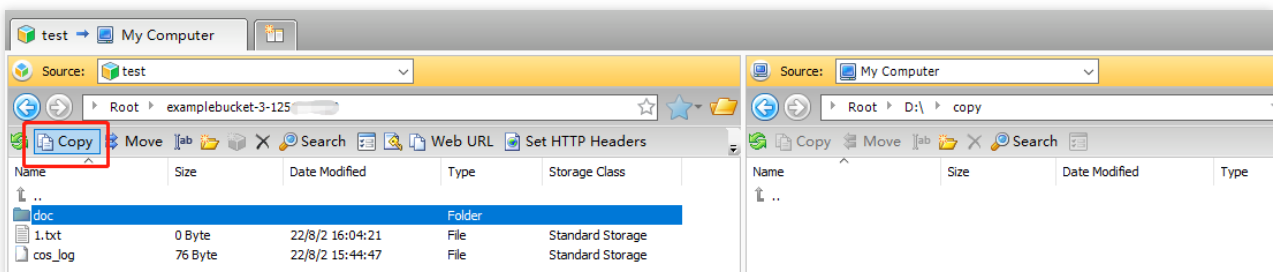 test → My Computer
Source: test
Source: My Computer
Root examplebucket-3-125
Root D:\ copy
Copy Move Search Web URL Set HTTP Headers
Copy Move Search
Name Size Date Modified Type Storage Class
Name Size Date Modified Type
..
..
doc Folder
1.txt 0 Byte 22/8/2 16:04:21 File Standard Storage
cos_log 76 Byte 22/8/2 15:44:47 File Standard Storage